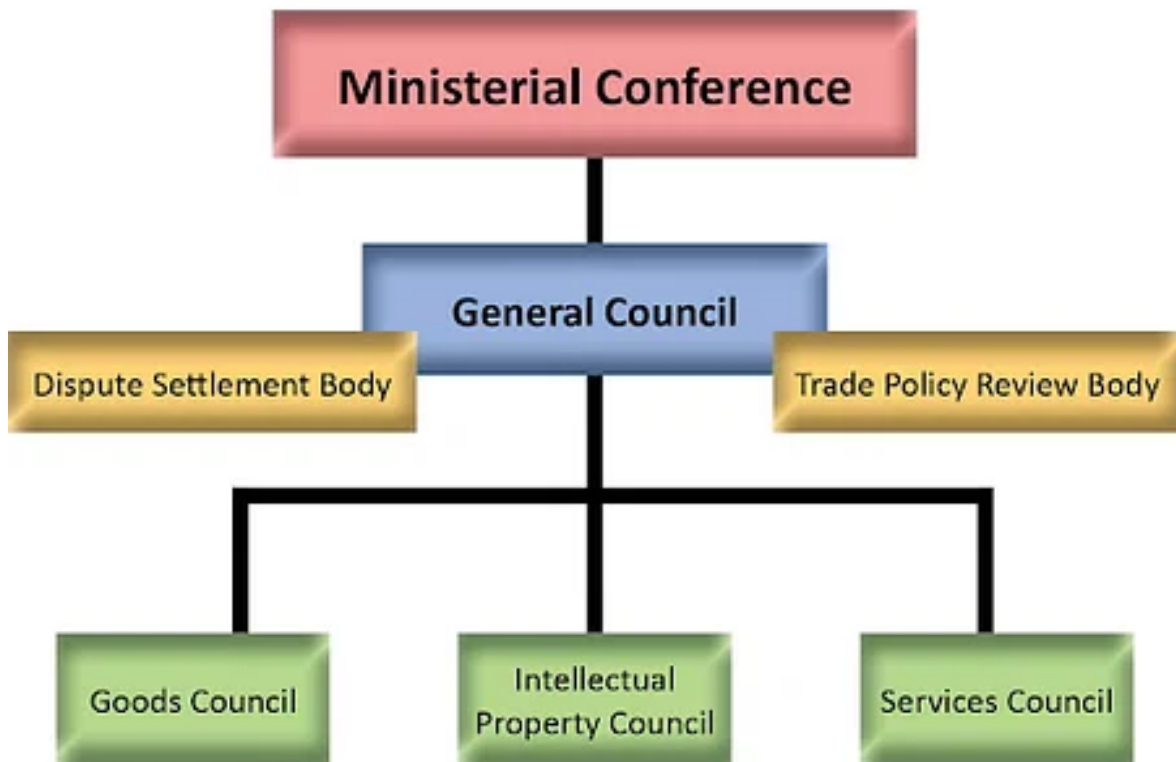 Ministerial Conference
General Council
Dispute Settlement Body
Trade Policy Review Body
Goods Council
Intellectual
Property Council
Services Council